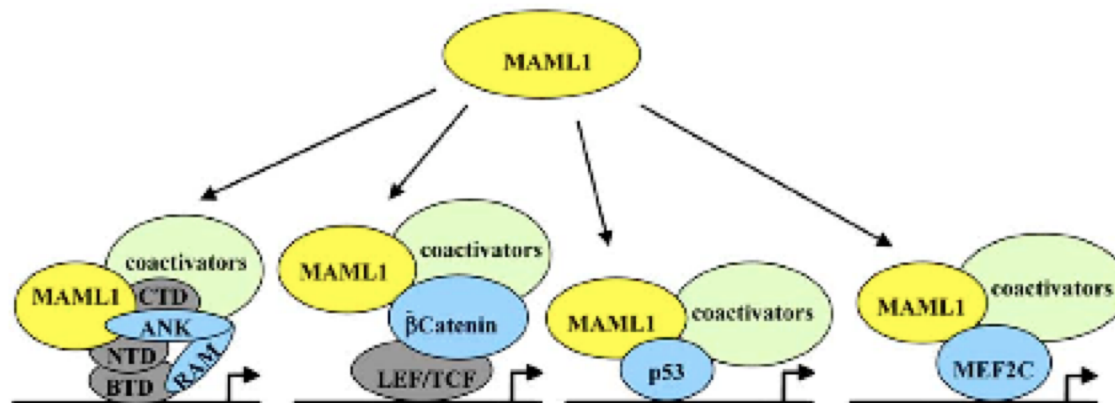 MAML1
coactivators
MAML1
CTD
ANK
NTD
RAM
BTD
coactivators
MAML1
βCatenin
LEF/TCF
MAML1
coactivators
p53
MAML1
coactivators
MEF2C